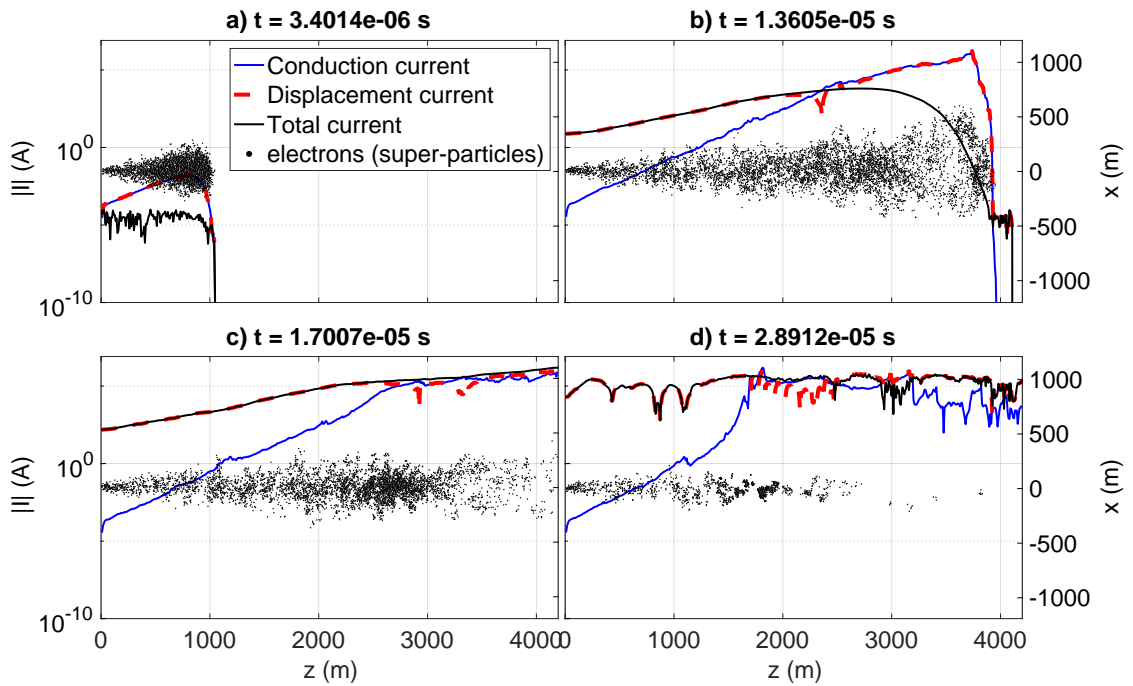 a) t = 3.4014e-06 s
b) t = 1.3605e-05 s
Conduction current
Displacement current
Total current
electrons (super-particles)
|I| (A)
10^0
10^-10
x (m)
1000
500
0
-500
-1000
c) t = 1.7007e-05 s
d) t = 2.8912e-05 s
|I| (A)
10^0
10^-10
x (m)
1000
500
0
-500
-1000
0 1000 2000 3000 4000
0 1000 2000 3000 4000
z (m)
z (m)